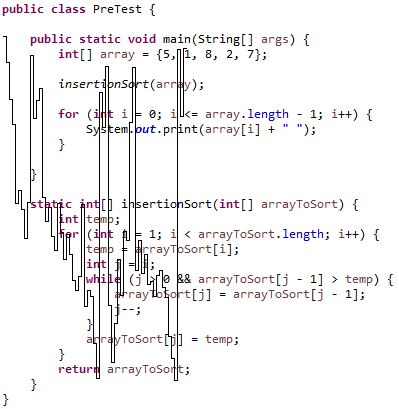 public class PreTest {
public static void main(String[] args) {
int[] array = {5, 1, 8, 2, 7};
insertionSort(array);
for (int i = 0; i <= array.length - 1; i++) {
System.out.print(array[i] + " ");
}
}
static int[] insertionSort(int[] arrayToSort) {
int temp;
for (int i = 1; i < arrayToSort.length; i++) {
temp = arrayToSort[i];
int j = i;
while (j > 0 && arrayToSort[j - 1] > temp) {
arrayToSort[j] = arrayToSort[j - 1];
j--;
}
arrayToSort[j] = temp;
}
return arrayToSort;
}
}